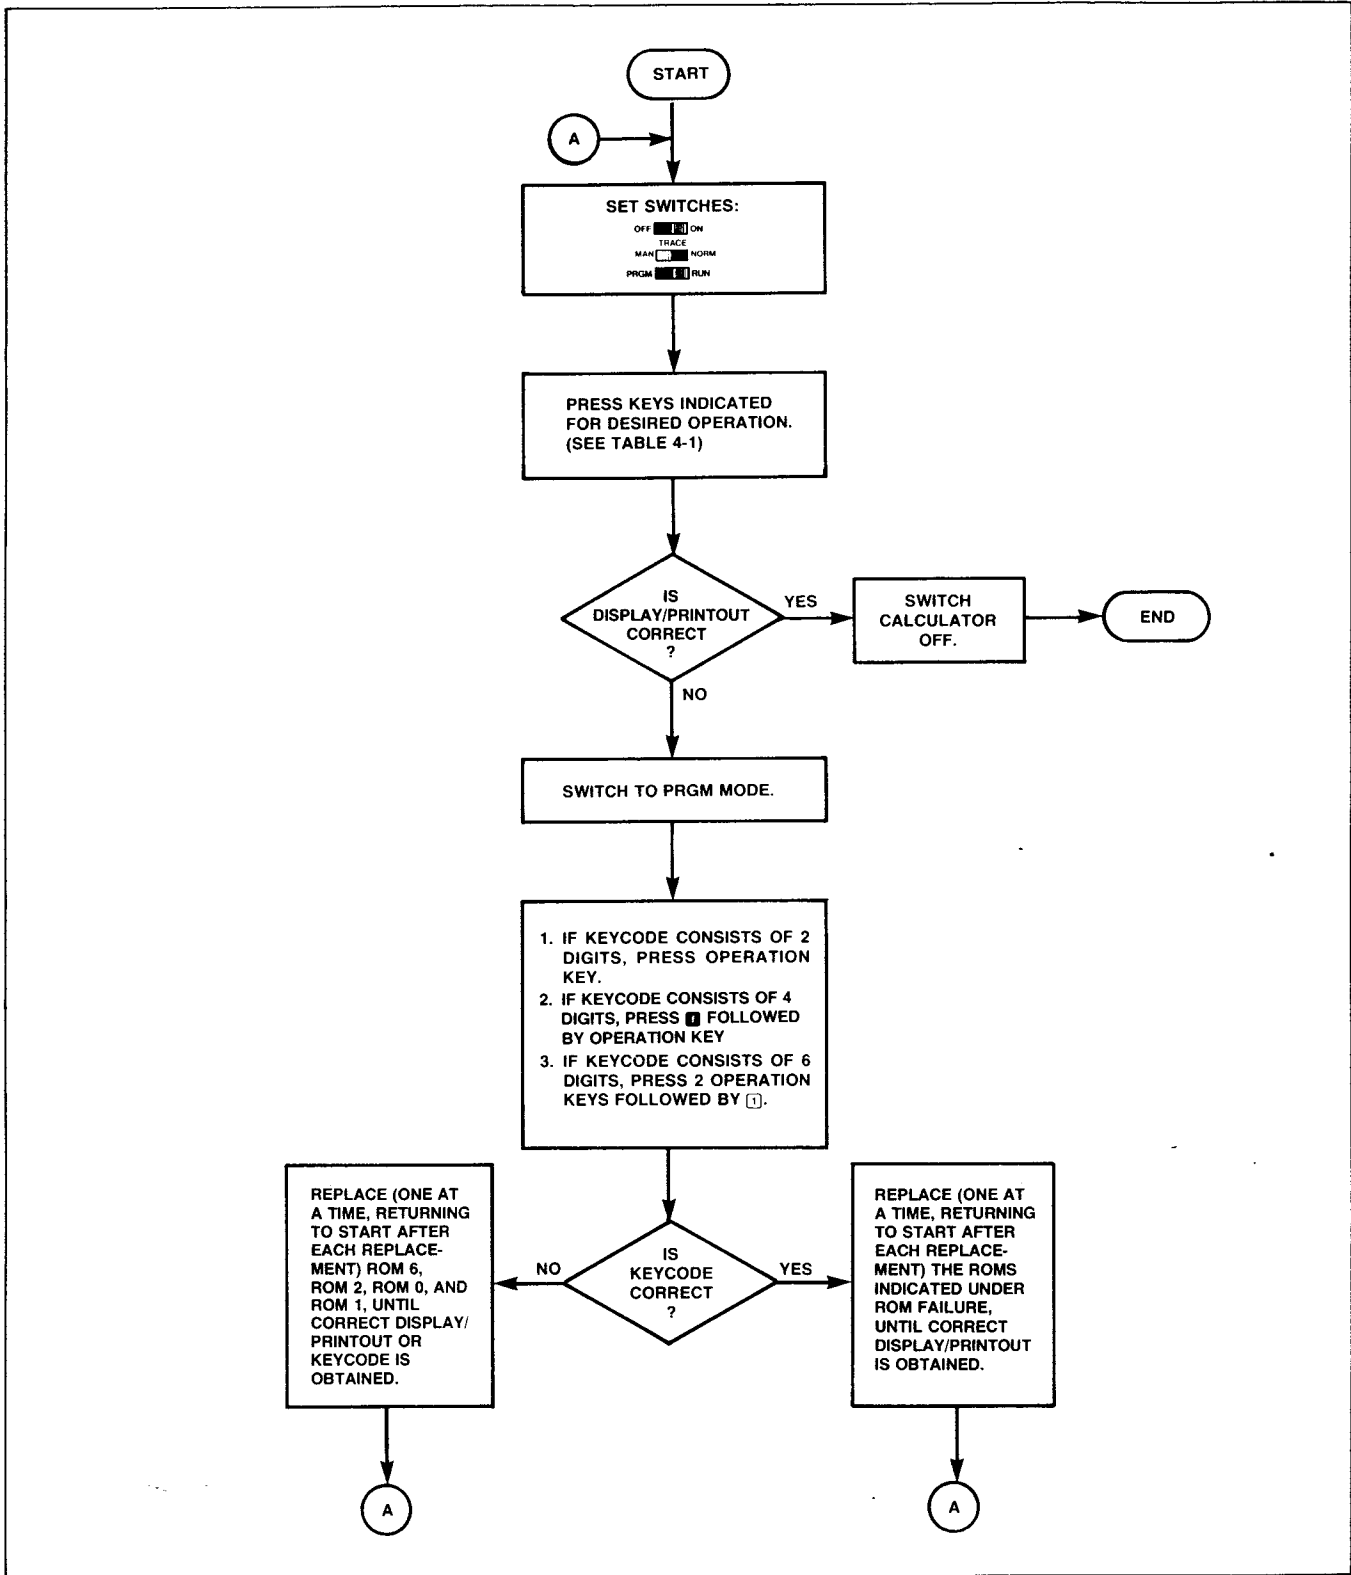 START
A
SET SWITCHES:
OFF ON
TRACE
MAN NORM
PRGM RUN
PRESS KEYS INDICATED
FOR DESIRED OPERATION.
(SEE TABLE 4-1)
IS
DISPLAY/PRINTOUT
CORRECT
?
YES
SWITCH
CALCULATOR
OFF.
END
NO
SWITCH TO PRGM MODE.
1. IF KEYCODE CONSISTS OF 2
DIGITS, PRESS OPERATION
KEY.
2. IF KEYCODE CONSISTS OF 4
DIGITS, PRESS f FOLLOWED
BY OPERATION KEY
3. IF KEYCODE CONSISTS OF 6
DIGITS, PRESS 2 OPERATION
KEYS FOLLOWED BY 1.
IS
KEYCODE
CORRECT
?
NO
REPLACE (ONE AT
A TIME, RETURNING
TO START AFTER
EACH REPLACE-
MENT) ROM 6,
ROM 2, ROM 0, AND
ROM 1, UNTIL
CORRECT DISPLAY/
PRINTOUT OR
KEYCODE IS
OBTAINED.
A
YES
REPLACE (ONE AT
A TIME, RETURNING
TO START AFTER
EACH REPLACE-
MENT) THE ROMS
INDICATED UNDER
ROM FAILURE,
UNTIL CORRECT
DISPLAY/PRINTOUT
IS OBTAINED.
A